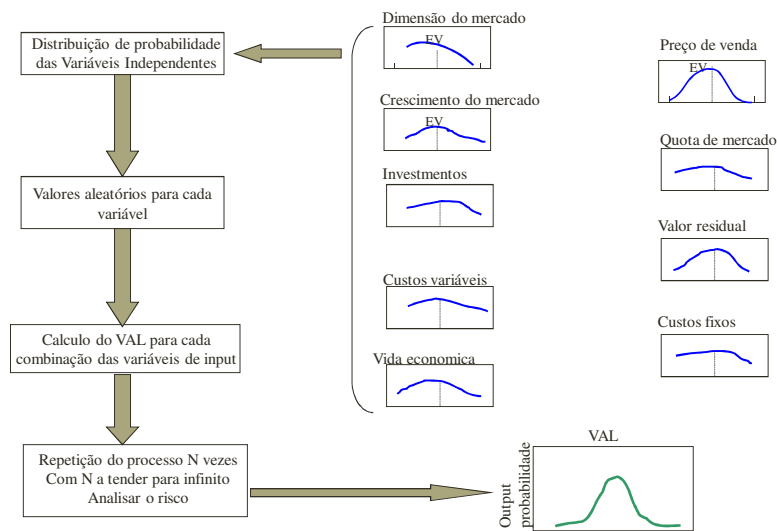 Distribuição de probabilidade
das Variáveis Independentes
Valores aleatórios para cada
variável
Calculo do VAL para cada
combinação das variáveis de input
Repetição do processo N vezes
Com N a tender para infinito
Analisar o risco
Dimensão do mercado
EV
Crescimento do mercado
EV
Investimentos
Custos variáveis
Vida economica
Preço de venda
EV
Quota de mercado
Valor residual
Custos fixos
VAL
Output
probabilidade